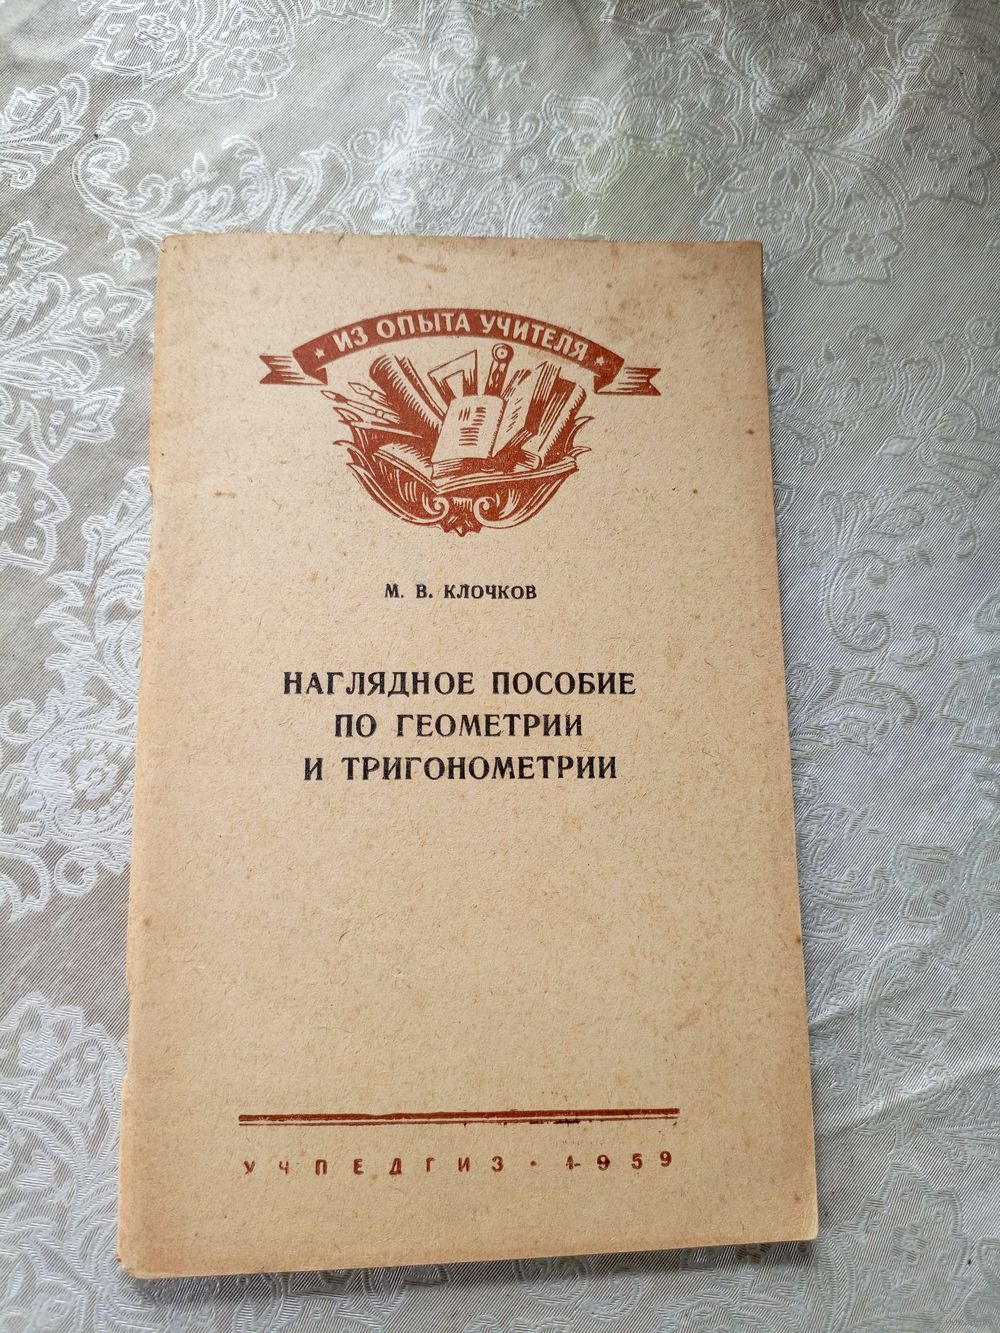 ИЗ ОПЫТА УЧИТЕЛЯ
М. В. КЛОЧКОВ
НАГЛЯДНОЕ ПОСОБИЕ
ПО ГЕОМЕТРИИ
И ТРИГОНОМЕТРИИ
УЧПЕДГИЗ · 1959